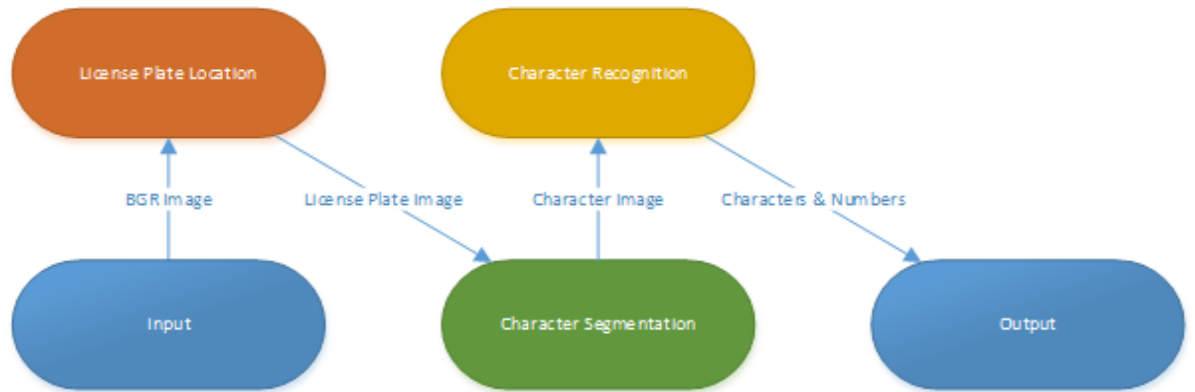 License Plate Location
Character Recognition
BGR Image
License Plate Image
Character Image
Characters & Numbers
Input
Character Segmentation
Output